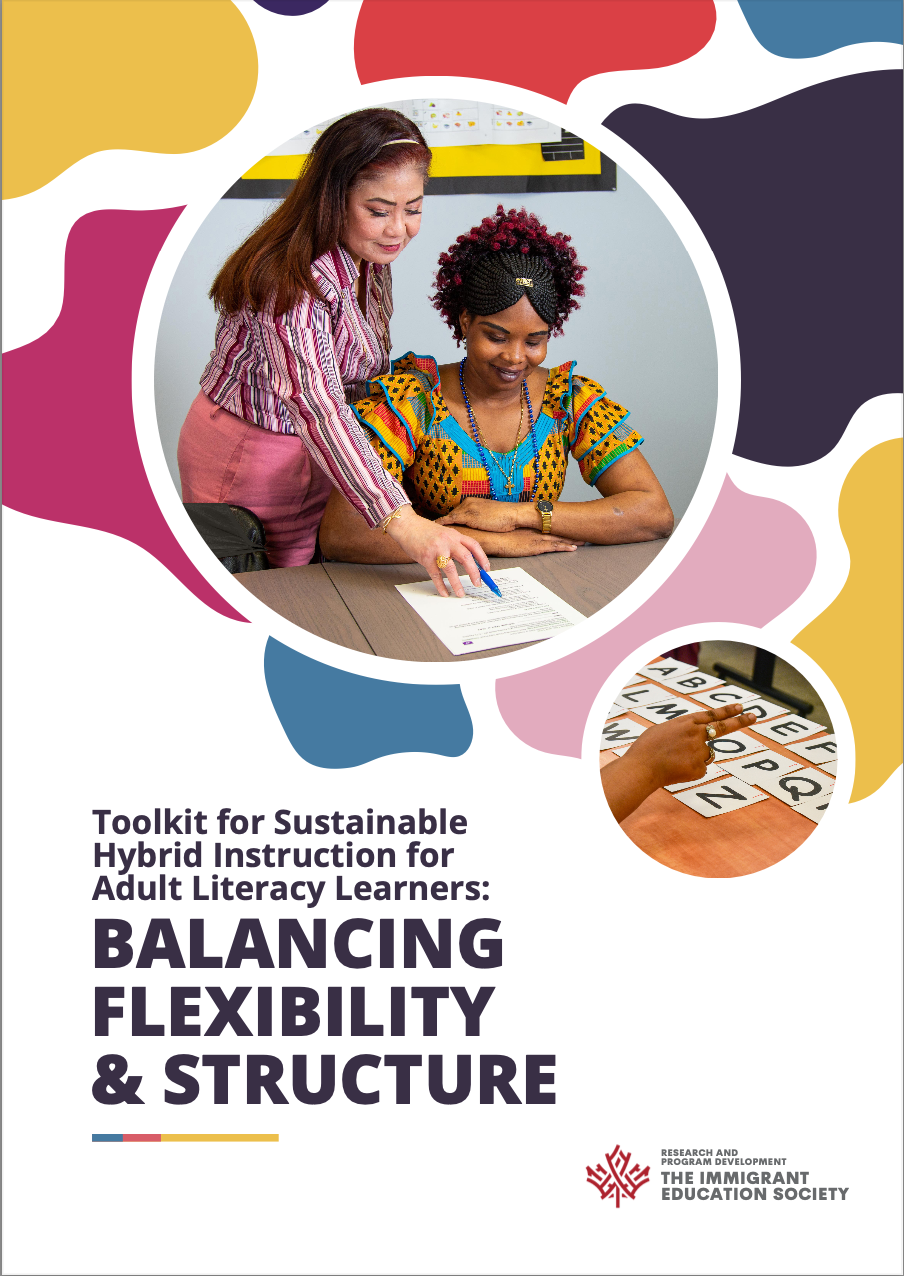 A B C D E
L M
W O P Q F
Z
Toolkit for Sustainable
Hybrid Instruction for
Adult Literacy Learners:
BALANCING
FLEXIBILITY
& STRUCTURE
RESEARCH AND
PROGRAM DEVELOPMENT
THE IMMIGRANT
EDUCATION SOCIETY